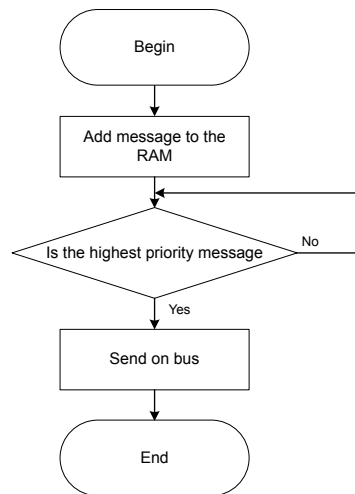 Begin
Add message to the
RAM
Is the highest priority message
No
Yes
Send on bus
End